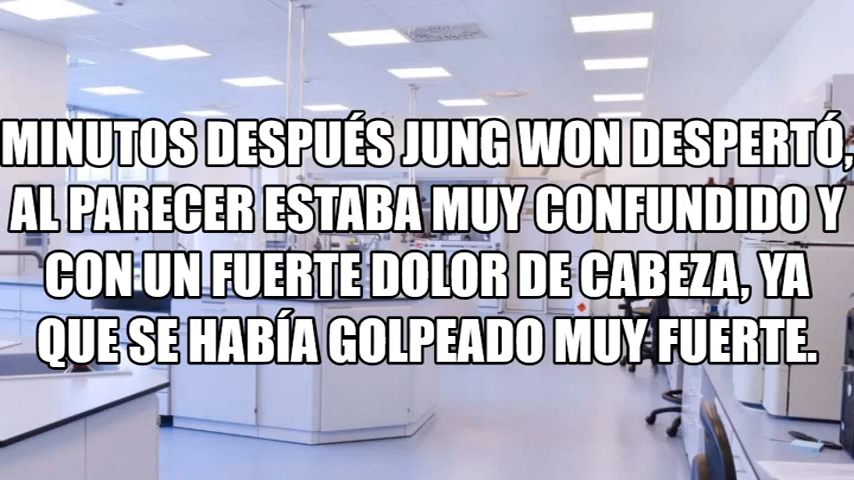 MINUTOS DESPUÉS JUNG WON DESPERTÓ,
AL PARECER ESTABA MUY CONFUNDIDO Y
CON UN FUERTE DOLOR DE CABEZA, YA
QUE SE HABÍA GOLPEADO MUY FUERTE.